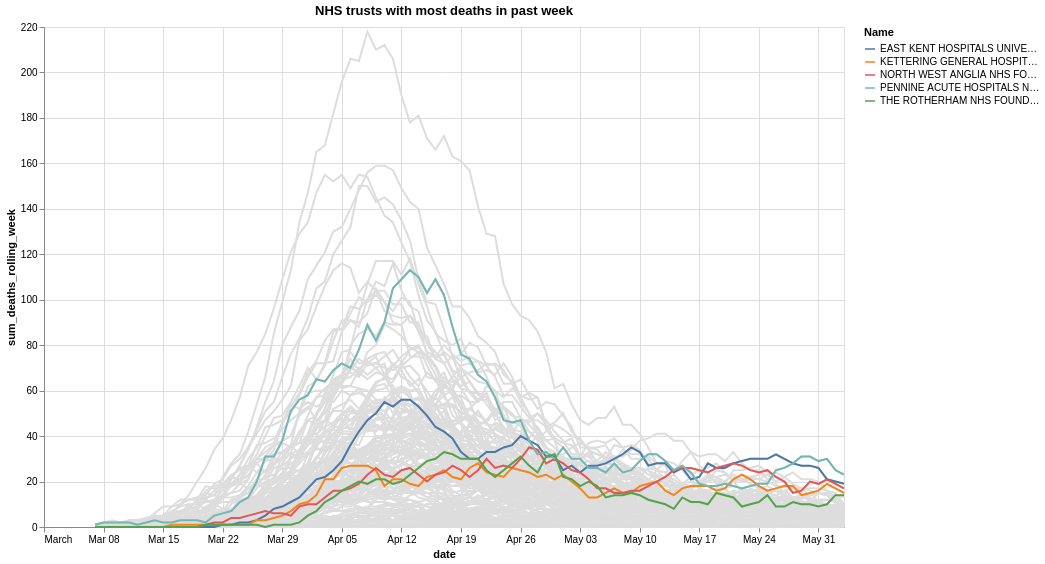 NHS trusts with most deaths in past week
Name
EAST KENT HOSPITALS UNIVE...
KETTERING GENERAL HOSPIT...
NORTH WEST ANGLIA NHS FO...
PENNINE ACUTE HOSPITALS N...
THE ROTHERHAM NHS FOUND...
sum_deaths_rolling_week
220
200
180
160
140
120
100
80
60
40
20
0
March Mar 08 Mar 15 Mar 22 Mar 29 Apr 05 Apr 12 Apr 19 Apr 26 May 03 May 10 May 17 May 24 May 31
date